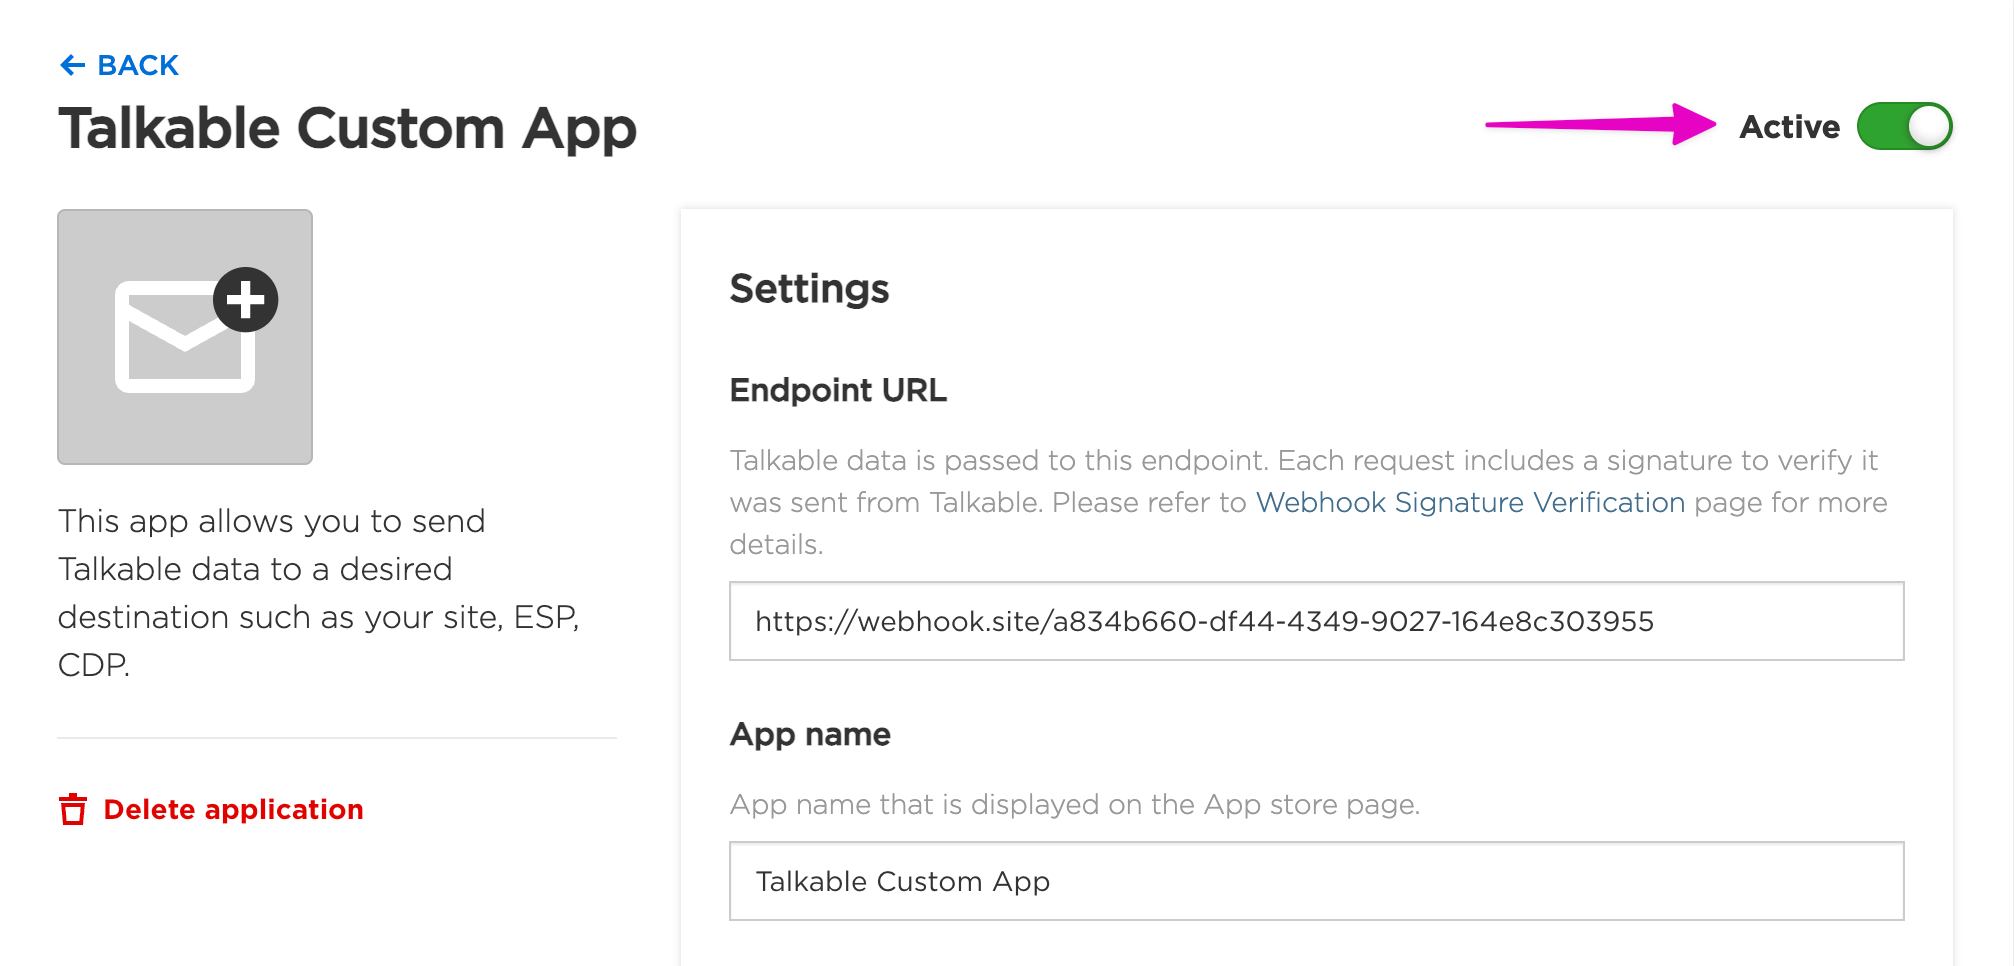 BACK
Talkable Custom App
Active
This app allows you to send
Talkable data to a desired
destination such as your site, ESP,
CDP.
Delete application
Settings
Endpoint URL
Talkable data is passed to this endpoint. Each request includes a signature to verify it
was sent from Talkable. Please refer to Webhook Signature Verification page for more
details.
https://webhook.site/a834b660-df44-4349-9027-164e8c303955
App name
App name that is displayed on the App store page.
Talkable Custom App